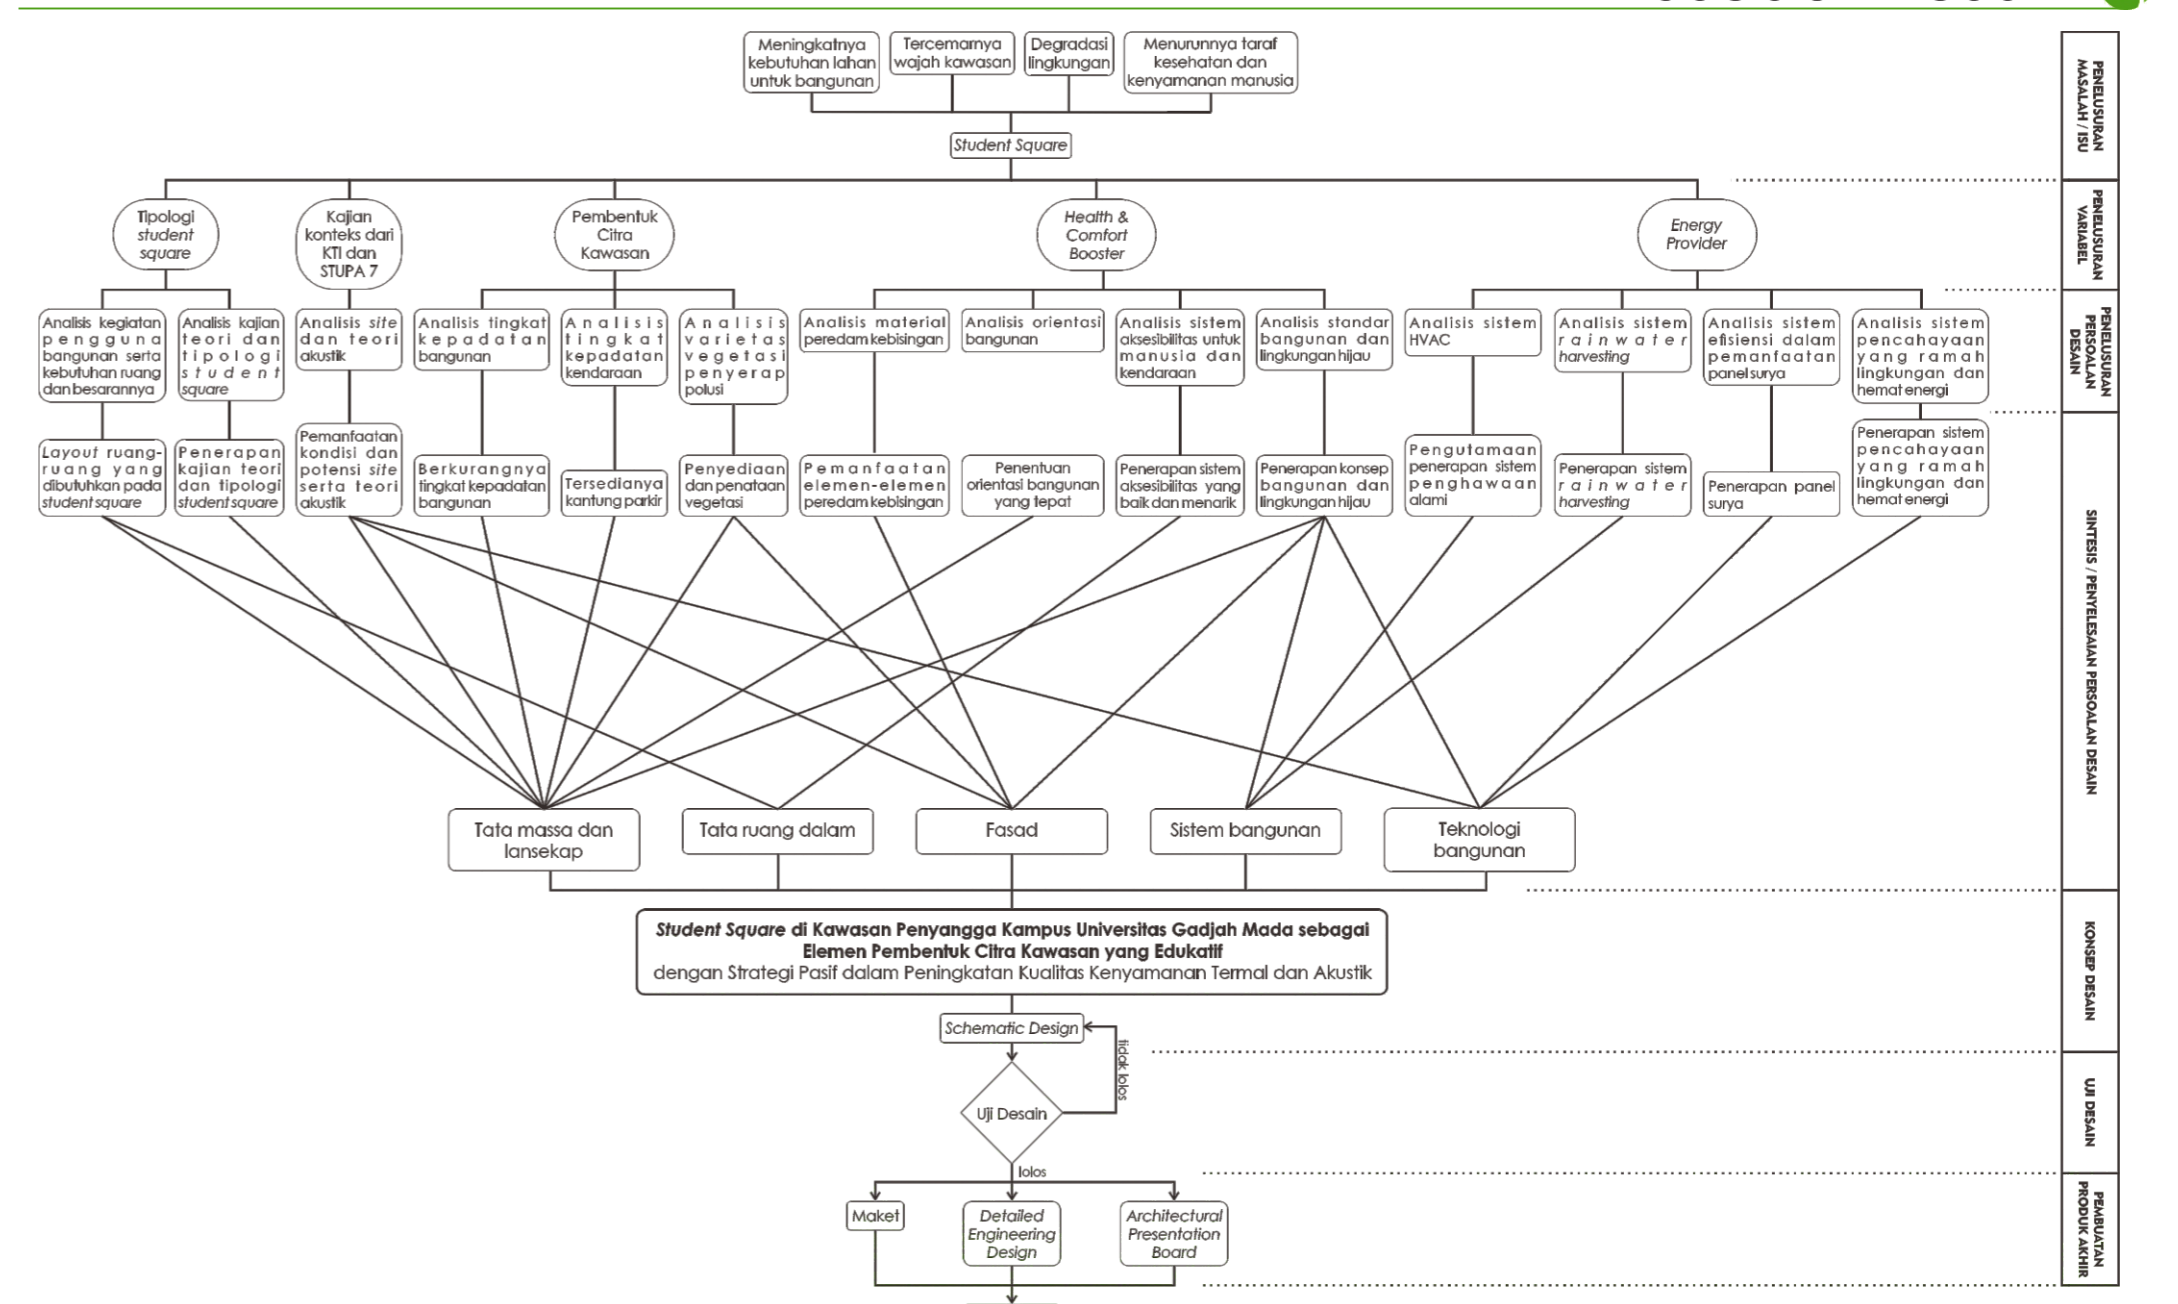 Meningkatnya
kebutuhan lahan
untuk bangunan
Tercemarnya
wajah kawasan
Degradasi
lingkungan
Menurunnya taraf
kesehatan dan
kenyamanan manusia
PENELUSURAN
MASALAH / ISU
Student Square
Tipologi
student
square
Kajian
konteks dari
KTI dan
STUPA 7
Pembentuk
Citra
Kawasan
Health &
Comfort
Booster
Energy
Provider
PENELUSURAN
VARIABEL
Analisis kegiatan
pengguna
bangunan serta
kebutuhan ruang
dan besarannya
Analisis kajian
teori dan
tipologi
student
square
Analisis site
dan teori
akustik
Analisis tingkat
kepadatan
bangunan
Analisis
tingkat
kepadatan
kendaraan
Analisis
varietas
vegetasi
penyerap
polusi
Analisis material
peredam kebisingan
Analisis orientasi
bangunan
Analisis sistem
aksesibilitas untuk
manusia dan
kendaraan
Analisis standar
bangunan dan
lingkungan hijau
Analisis sistem
HVAC
Analisis sistem
rainwater
harvesting
Analisis sistem
efisiensi dalam
pemanfaatan
panel surya
Analisis sistem
pencahayaan
yang ramah
lingkungan dan
hemat energi
PENELUSURAN
PERSOALAN
DESAIN
Layout ruang-
ruang yang
dibutuhkan pada
student square
Penerapan
kajian teori
dan tipologi
student square
Pemanfaatan
kondisi dan
potensi site
serta teori
akustik
Berkurangnya
tingkat kepadatan
bangunan
Tersedianya
kantung parkir
Penyediaan
dan penataan
vegetasi
Pemanfaatan
elemen-elemen
peredam kebisingan
Penentuan
orientasi bangunan
yang tepat
Penerapan sistem
aksesibilitas yang
baik dan menarik
Penerapan konsep
bangunan dan
lingkungan hijau
Pengutamaan
penerapan sistem
penghawaan
alami
Penerapan sistem
rainwater
harvesting
Penerapan panel
surya
Penerapan sistem
pencahayaan
yang ramah
lingkungan dan
hemat energi
SINTESIS / PENYELESAIAN PERSOALAN DESAIN
Tata massa dan
lansekap
Tata ruang dalam
Fasad
Sistem bangunan
Teknologi
bangunan
Student Square di Kawasan Penyangga Kampus Universitas Gadjah Mada sebagai
Elemen Pembentuk Citra Kawasan yang Edukatif
dengan Strategi Pasif dalam Peningkatan Kualitas Kenyamanan Termal dan Akustik
KONSEP DESAIN
Schematic Design
tidak lolos
Uji Desain
UJI DESAIN
lolos
Maket
Detailed
Engineering
Design
Architectural
Presentation
Board
PEMBUATAN
PRODUK AKHIR